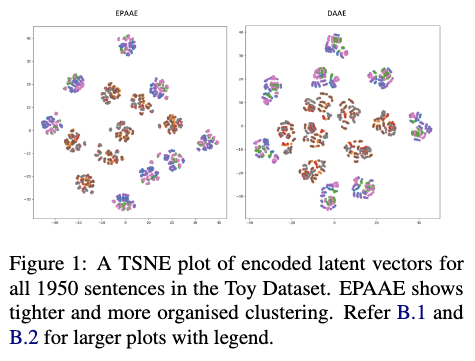 EPAAE
DAAE
Figure 1: A TSNE plot of encoded latent vectors for
all 1950 sentences in the Toy Dataset. EPAAE shows
tighter and more organised clustering. Refer B.1 and
B.2 for larger plots with legend.